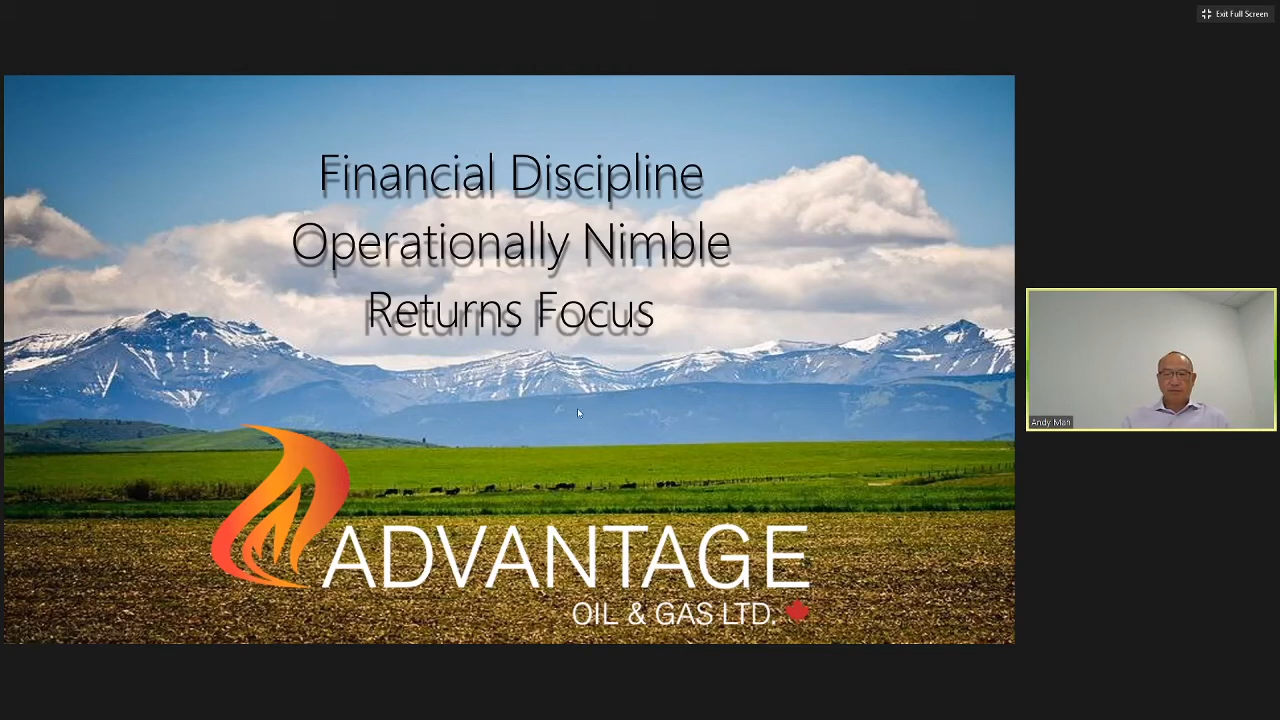 Exit Full Screen
Financial Discipline
Operationally Nimble
Returns Focus
Andy Mah
ADVANTAGE
OIL & GAS LTD.